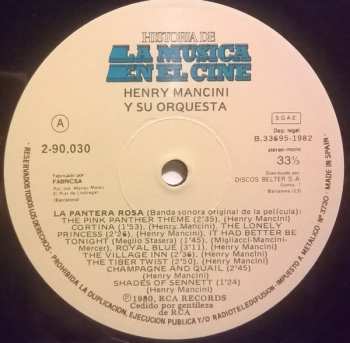 HISTORIA DE
LA MUSICA
EN EL CINE
HENRY MANCINI
Y SU ORQUESTA
A
2-90.030
Fabricado por
FABRICSA
(Barcelona)
SGAE
Dep. legal
B.33695-1982
stereo-mono
33⅓
Distribuido por
DISCOS BELTER S.A.
LA PANTERA ROSA (Banda sonora original de la película):
THE PINK PANTHER THEME (2'35), (Henry Mancini)
CORTINA (1'53), (Henry Mancini), THE LONELY
PRINCESS (2'26), (Henry Mancini), IT HAD BETTER BE
TONIGHT (Meglio Stasera) (1'45), (Migliacci-Mancini-
Mercer), ROYAL BLUE (3'11), (Henry Mancini)
THE VILLAGE INN (2'36), (Henry Mancini)
THE TIBER TWIST (2'50), (Henry Mancini)
CHAMPAGNE AND QUAIL (2'45)
(Henry Mancini)
SHADES OF SENNETT (1'24)
(Henry Mancini)
℗ 1980, RCA RECORDS
Cedido por gentileza
de RCA
- RESERVADOS TODOS LOS DERECHOS - PROHIBIDA LA DUPLICACION, EJECUCION PUBLICA Y/O RADIOTELEDIFUSION - IMPUESTO A METALICO Nº 3730 - MADE IN SPAIN -